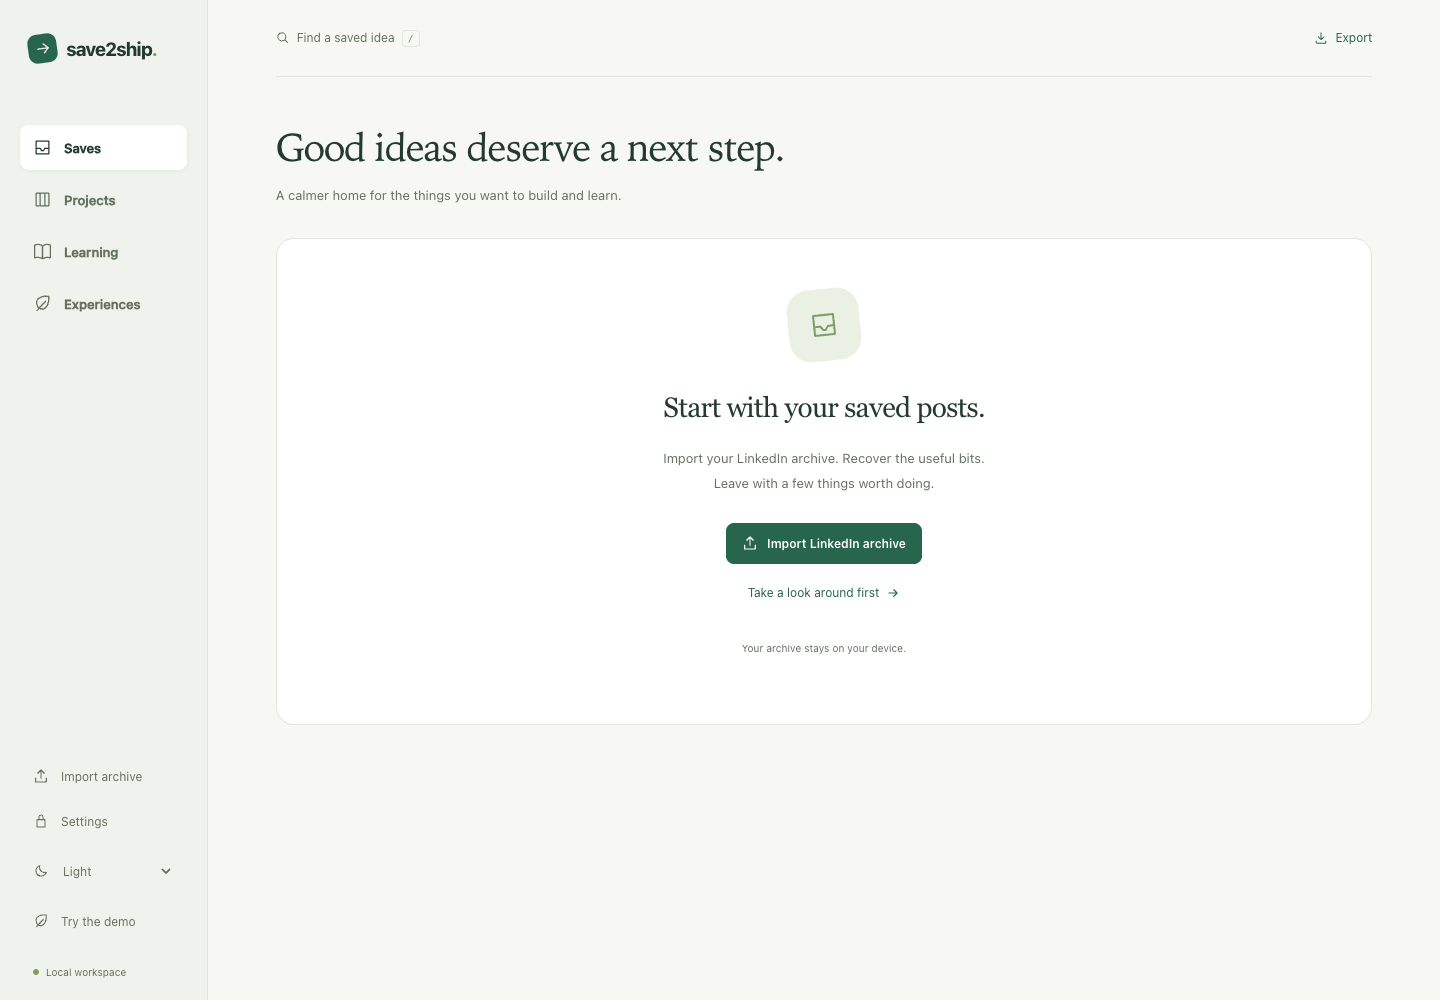 save2ship.
Saves
Projects
Learning
Experiences
Import archive
Settings
Light
Try the demo
Local workspace
Find a saved idea /
Export
Good ideas deserve a next step.
A calmer home for the things you want to build and learn.
Start with your saved posts.
Import your LinkedIn archive. Recover the useful bits.
Leave with a few things worth doing.
Import LinkedIn archive
Take a look around first →
Your archive stays on your device.